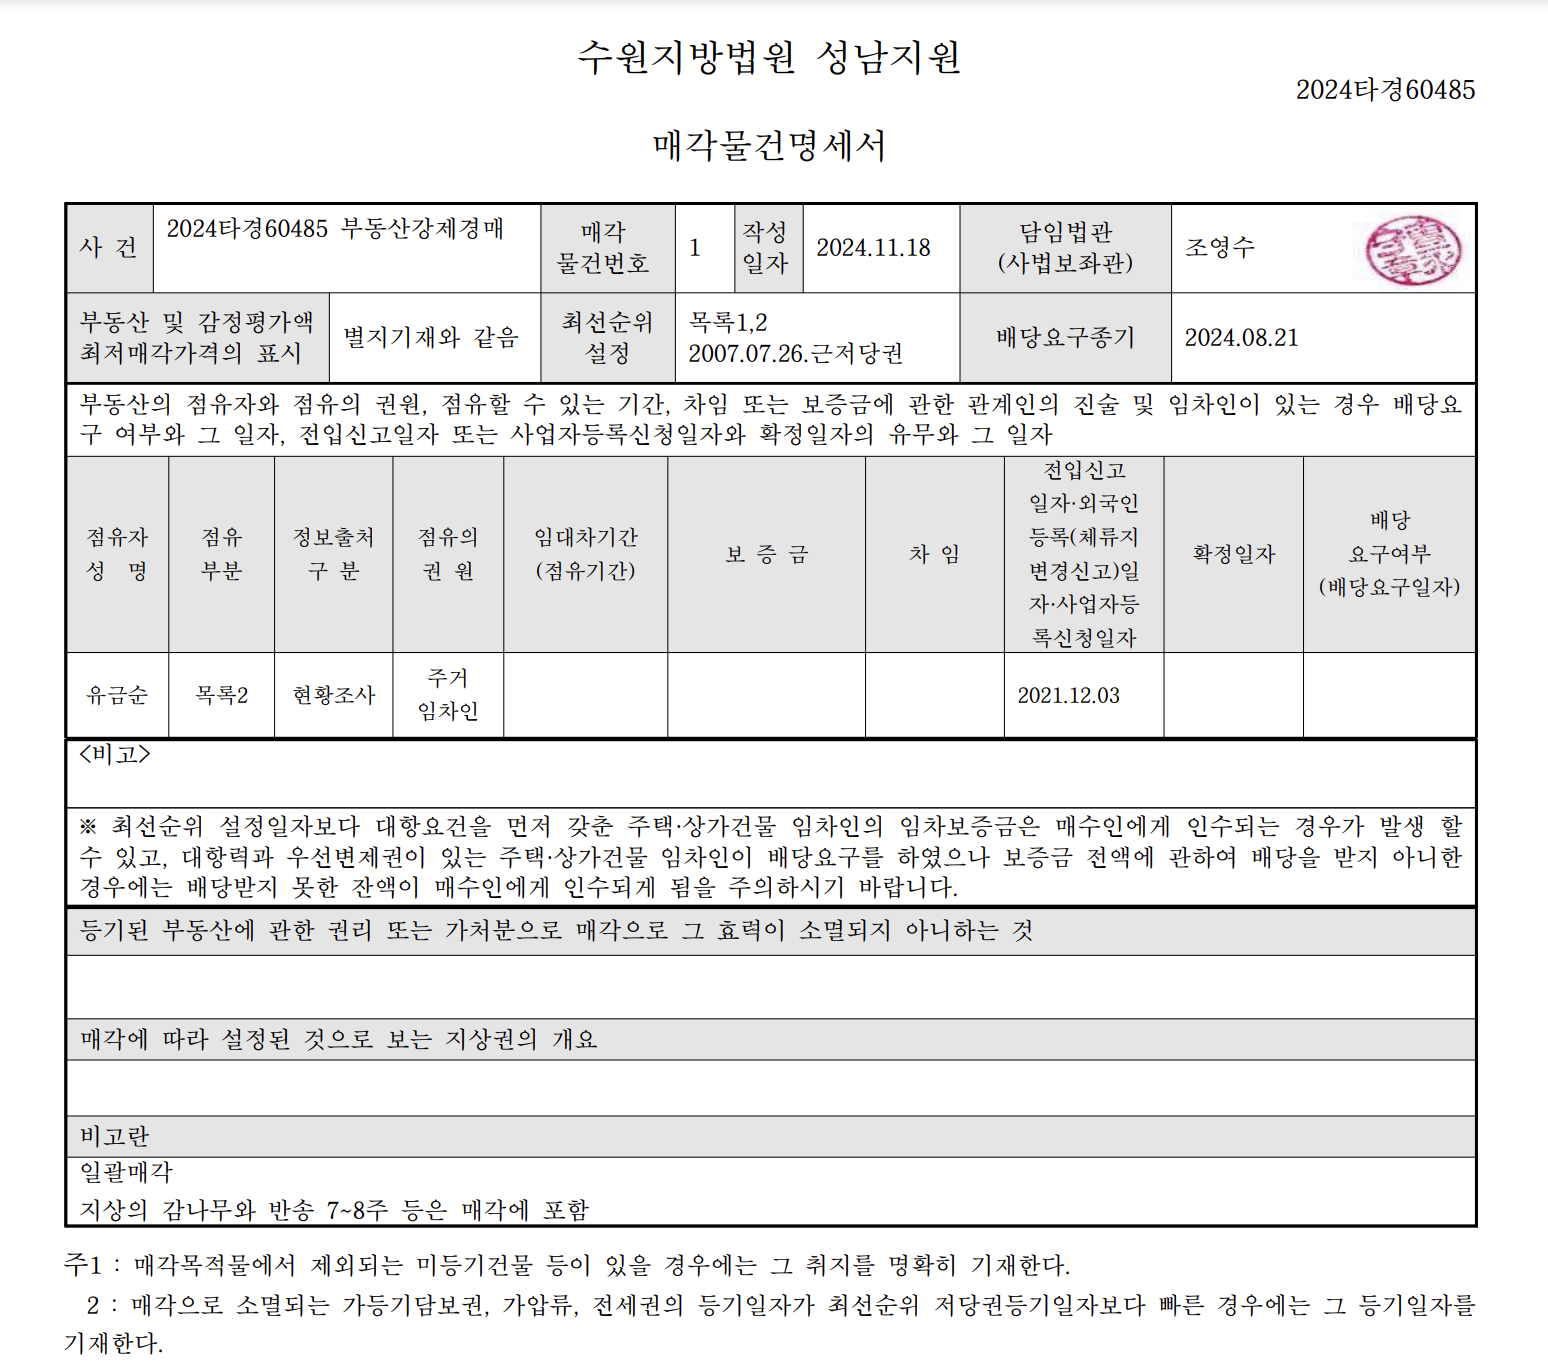 수원지방법원 성남지원
2024타경60485
매각물건명세서
사 건
2024타경60485 부동산강제경매
매각
물건번호
1
작성
일자
2024.11.18
담임법관
(사법보좌관)
조영수
부동산 및 감정평가액
최저매각가격의 표시
별지기재와 같음
최선순위
설정
목록1,2
2007.07.26.근저당권
배당요구종기
2024.08.21
부동산의 점유자와 점유의 권원, 점유할 수 있는 기간, 차임 또는 보증금에 관한 관계인의 진술 및 임차인이 있는 경우 배당요
구 여부와 그 일자, 전입신고일자 또는 사업자등록신청일자와 확정일자의 유무와 그 일자
점유자
성 명
점유
부분
정보출처
구 분
점유의
권 원
임대차기간
(점유기간)
보 증 금
차 임
전입신고
일자·외국인
등록(체류지
변경신고)일
자·사업자등
록신청일자
확정일자
배당
요구여부
(배당요구일자)
유금순
목록2
현황조사
주거
임차인
2021.12.03
<비고>
※ 최선순위 설정일자보다 대항요건을 먼저 갖춘 주택·상가건물 임차인의 임차보증금은 매수인에게 인수되는 경우가 발생 할
수 있고, 대항력과 우선변제권이 있는 주택·상가건물 임차인이 배당요구를 하였으나 보증금 전액에 관하여 배당을 받지 아니한
경우에는 배당받지 못한 잔액이 매수인에게 인수되게 됨을 주의하시기 바랍니다.
등기된 부동산에 관한 권리 또는 가처분으로 매각으로 그 효력이 소멸되지 아니하는 것
매각에 따라 설정된 것으로 보는 지상권의 개요
비고란
일괄매각
지상의 감나무와 반송 7~8주 등은 매각에 포함
주1 : 매각목적물에서 제외되는 미등기건물 등이 있을 경우에는 그 취지를 명확히 기재한다.
2 : 매각으로 소멸되는 가등기담보권, 가압류, 전세권의 등기일자가 최선순위 저당권등기일자보다 빠른 경우에는 그 등기일자를
기재한다.